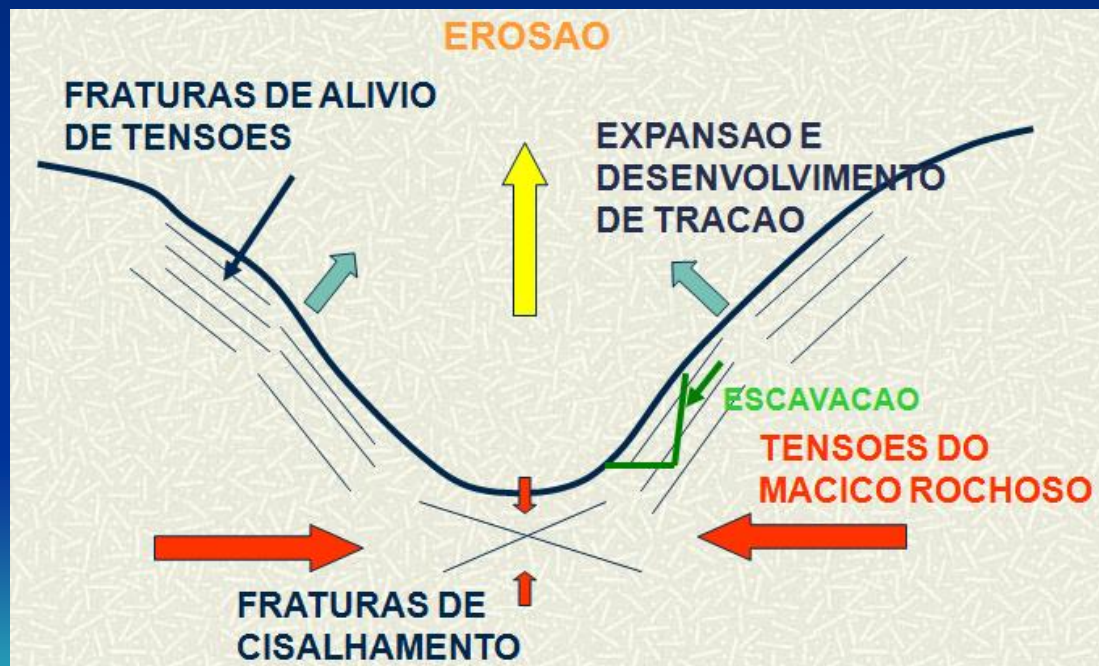 EROSAO
FRATURAS DE ALIVIO
DE TENSOES
EXPANSAO E
DESENVOLVIMENTO
DE TRACAO
ESCAVACAO
TENSOES DO
MACICO ROCHOSO
FRATURAS DE
CISALHAMENTO